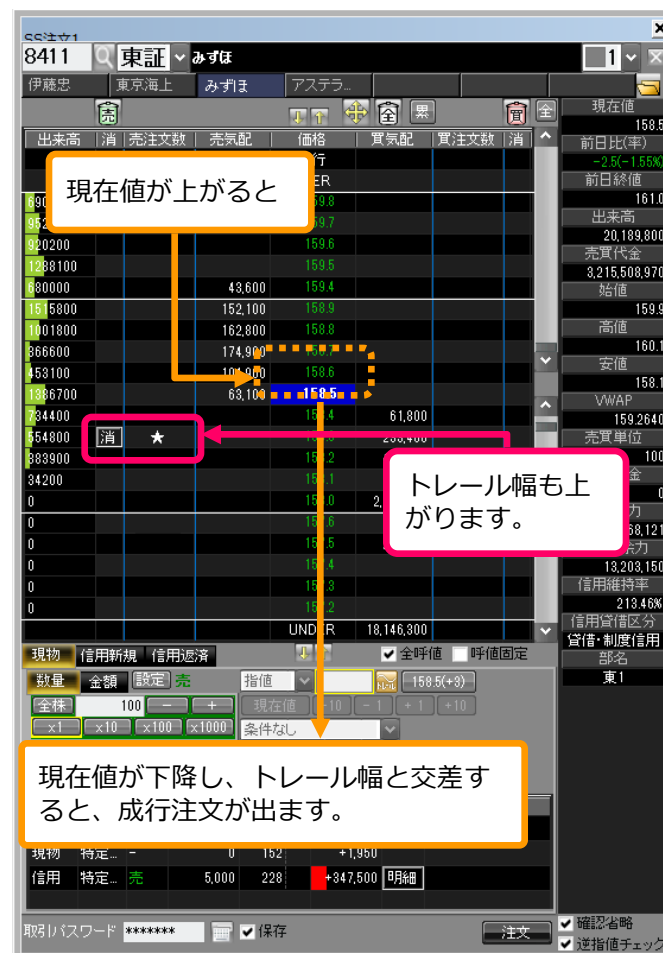 8411 東証 みずほ 1
伊藤忠 東京海上 みずほ アステラ…
売 全 累 買 全
出来高 消 売注文数 売気配 価格 買気配 買注文数 消
現在値が上がると
159.8
159.7
920200 159.6
1238100 159.5
680000 43,600 159.4
1515800 152,100 158.9
1001800 162,800 158.8
366600 174,900
453100 158.6
1386700 63,100 158.5
734400 61,800
554800 消 ★
383900
34200
0
0
0
0
0
0
トレール幅も上
がります。
UNDER 18,146,300
現物 信用新規 信用返済 全呼値 呼値固定
数量 金額 設定 売 指値 158.5(+3)
全株 100 − + 現在値 -10 - 1 + 1 +10
x1 x10 x100 x1000 条件なし
現在値が下降し、トレール幅と交差す
ると、成行注文が出ます。
現物 特定… - 0 152 +1,950
信用 特定… 売 5,000 228 +347,500 明細
取引パスワード ******* 保存 注文
確認省略
逆指値チェック
現在値
158.5
前日比(率)
-2.5(-1.55%)
前日終値
161.0
出来高
20,189,800
売買代金
3,215,508,970
始値
159.9
高値
160.1
安値
158.1
VWAP
159.2640
売買単位
100
13,203,150
信用維持率
213.46%
信用貸借区分
貸借・制度信用
部名
東1